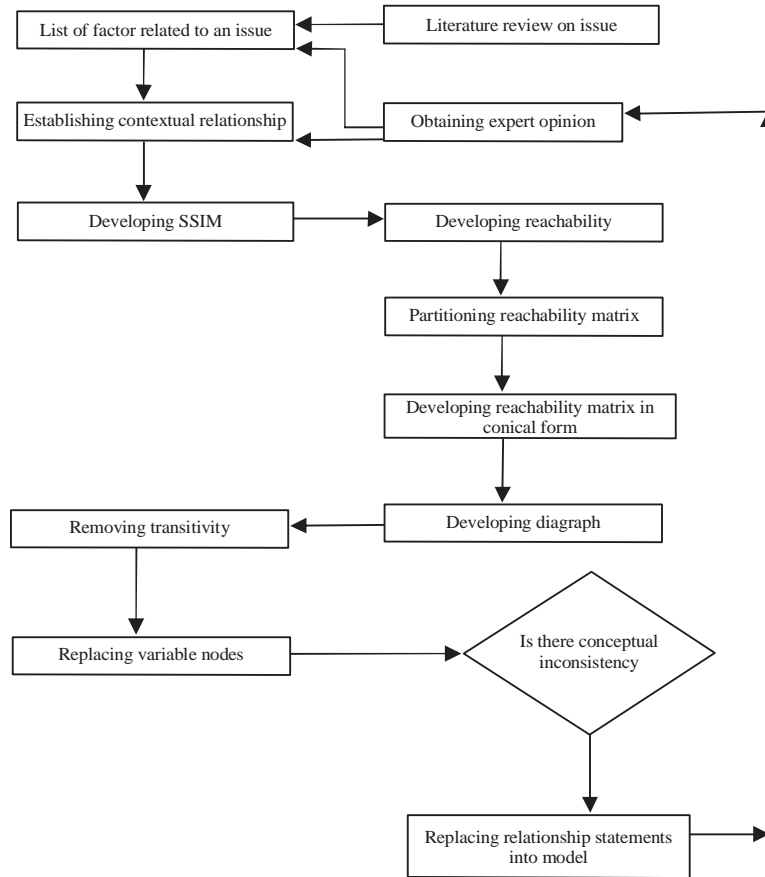 List of factor related to an issue
Literature review on issue
Establishing contextual relationship
Obtaining expert opinion
Developing SSIM
Developing reachability
Partitioning reachability matrix
Developing reachability matrix in
conical form
Developing diagraph
Removing transitivity
Replacing variable nodes
Is there conceptual
inconsistency
Replacing relationship statements
into model